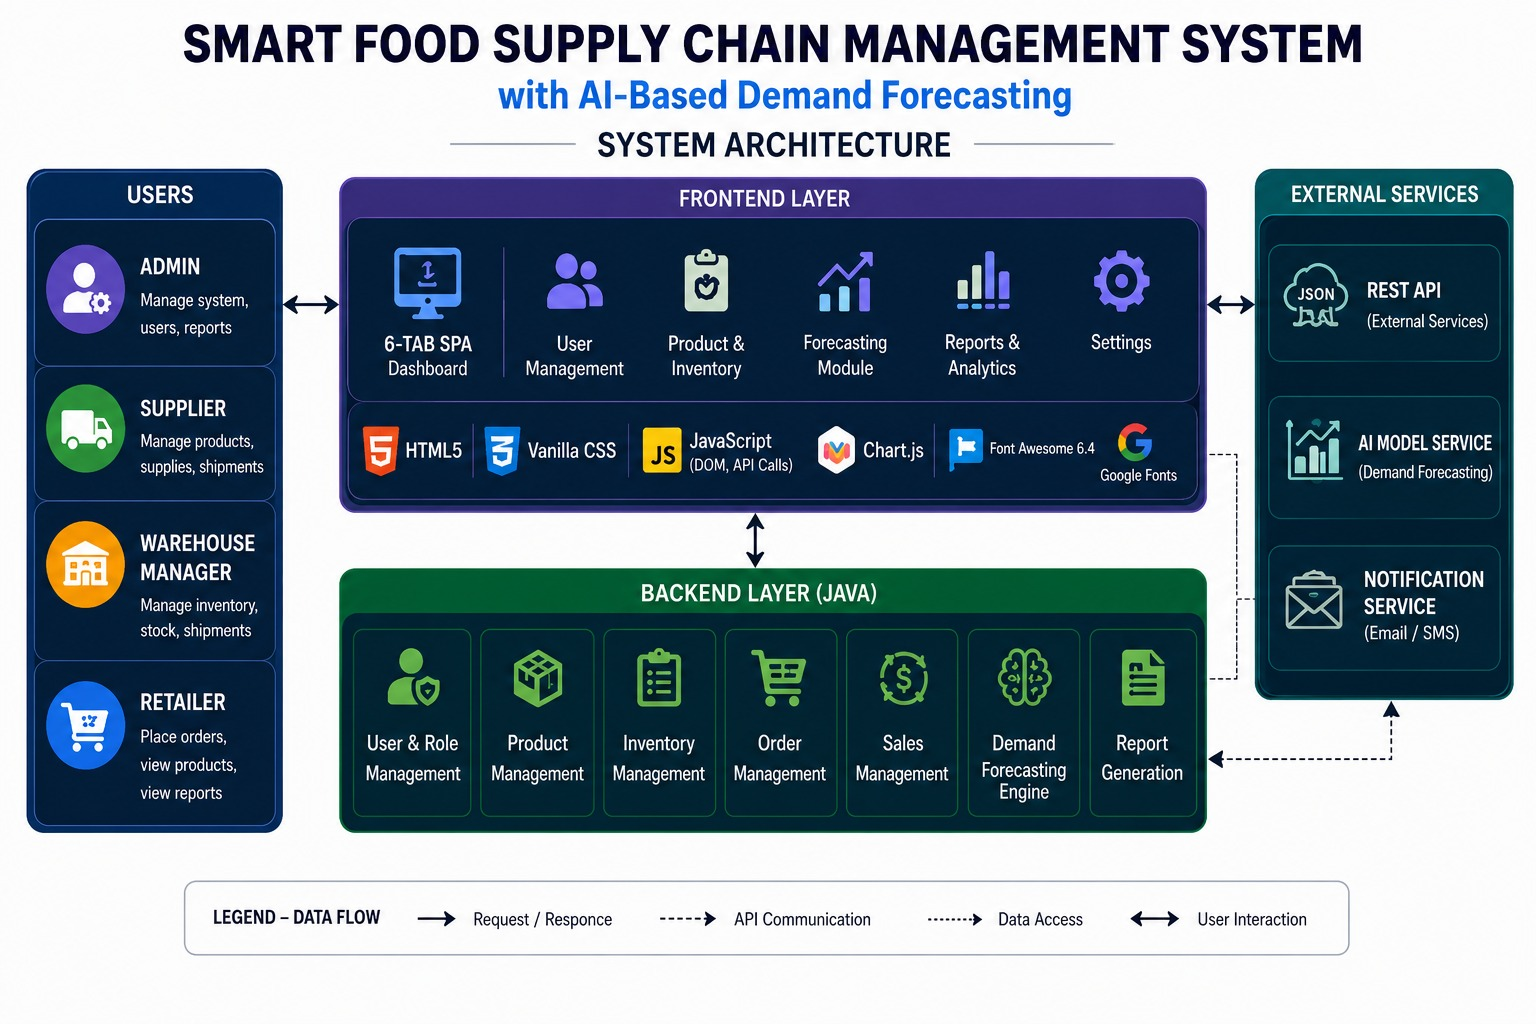 SMART FOOD SUPPLY CHAIN MANAGEMENT SYSTEM
with AI-Based Demand Forecasting
SYSTEM ARCHITECTURE
USERS
ADMIN
Manage system,
users, reports
SUPPLIER
Manage products,
supplies, shipments
WAREHOUSE
MANAGER
Manage inventory,
stock, shipments
RETAILER
Place orders,
view products,
view reports
FRONTEND LAYER
6-TAB SPA
Dashboard
User
Management
Product &
Inventory
Forecasting
Module
Reports &
Analytics
Settings
5
HTML5
3
Vanilla CSS
JS
JavaScript
(DOM, API Calls)
Chart.js
Font Awesome 6.4
G
Google Fonts
BACKEND LAYER (JAVA)
User & Role
Management
Product
Management
Inventory
Management
Order
Management
$
Sales
Management
Demand
Forecasting
Engine
Report
Generation
EXTERNAL SERVICES
JSON
REST API
(External Services)
AI MODEL SERVICE
(Demand Forecasting)
NOTIFICATION
SERVICE
(Email / SMS)
LEGEND – DATA FLOW
Request / Responce
API Communication
Data Access
User Interaction